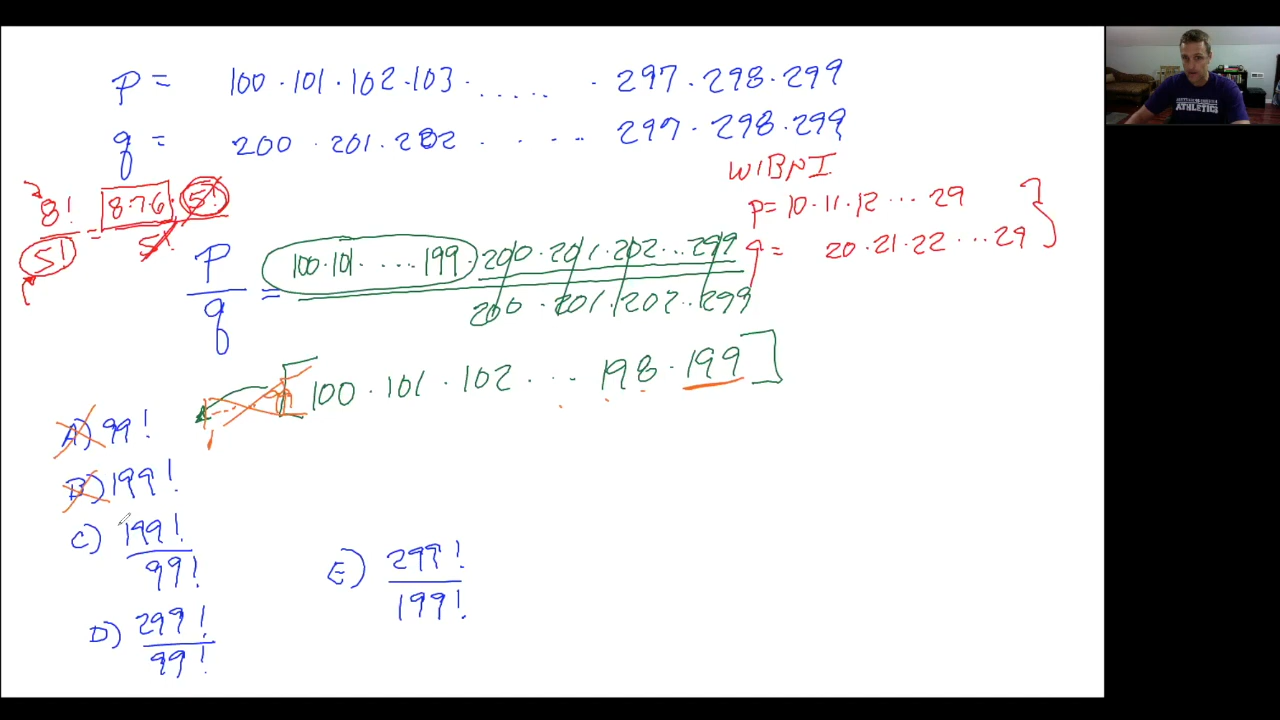 p = 100 · 101 · 102 · 103 . . . . . . . 297 . 298 . 299
q = 200 · 201 . 202 . . . . . . 297 · 298 · 299
WIBNI
p = 10 · 11 · 12 ... 29
q = 20 · 21 · 22 ... 29
8! / 5! = 8·7·6·5! / 5!
p / q = 100·101 . ... 199 . 200 · 201 · 202 ... 299 / 200 · 201 · 202 .. 299
[100 · 101 · 102 ... 198 · 199]
A) 99!
B) 199!
C) 199! / 99!
D) 299! / 99!
E) 299! / 199!
ATHLETICS